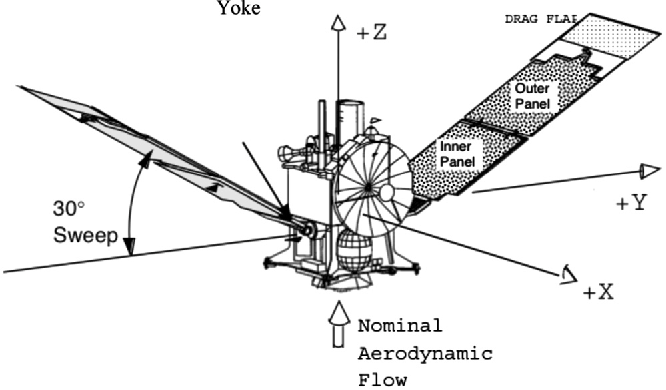 Yoke
+Z
DRAG FLAP
Outer
Panel
Inner
Panel
30°
Sweep
+Y
+X
Nominal
Aerodynamic
Flow